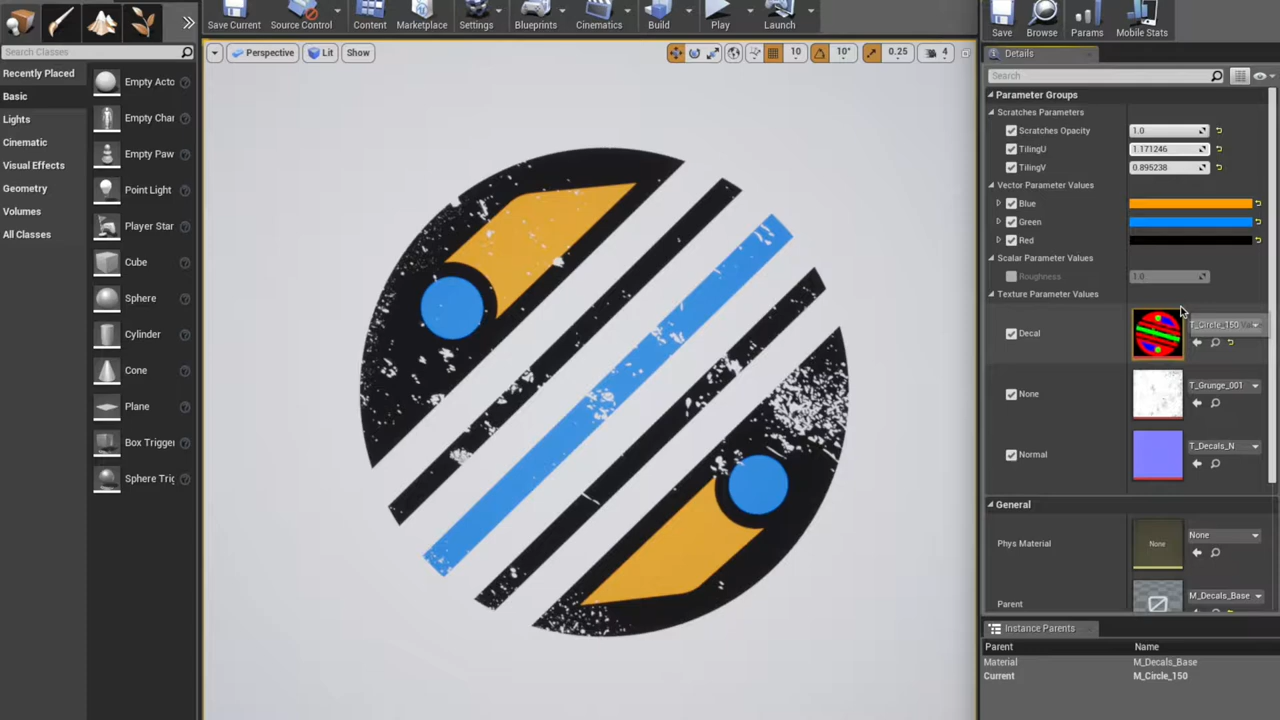 Save Current Source Control Content Marketplace Settings Blueprints Cinematics Build Play Launch
Search Classes
Recently Placed
Basic
Lights
Cinematic
Visual Effects
Geometry
Volumes
All Classes
Empty Acto
Empty Char
Empty Paw
Point Light
Player Star
Cube
Sphere
Cylinder
Cone
Plane
Box Trigger
Sphere Trig
Perspective Lit Show
10 10° 0.25 4
Save Browse Params Mobile Stats
Details
Search
Parameter Groups
Scratches Parameters
Scratches Opacity 1.0
TilingU 1.171246
TilingV 0.895238
Vector Parameter Values
Blue
Green
Red
Scalar Parameter Values
Roughness 1.0
Texture Parameter Values
Decal T_Circle_150
None T_Grunge_001
Normal T_Decals_N
General
Phys Material None None
Parent M_Decals_Base
Instance Parents
Parent Name
Material M_Decals_Base
Current M_Circle_150